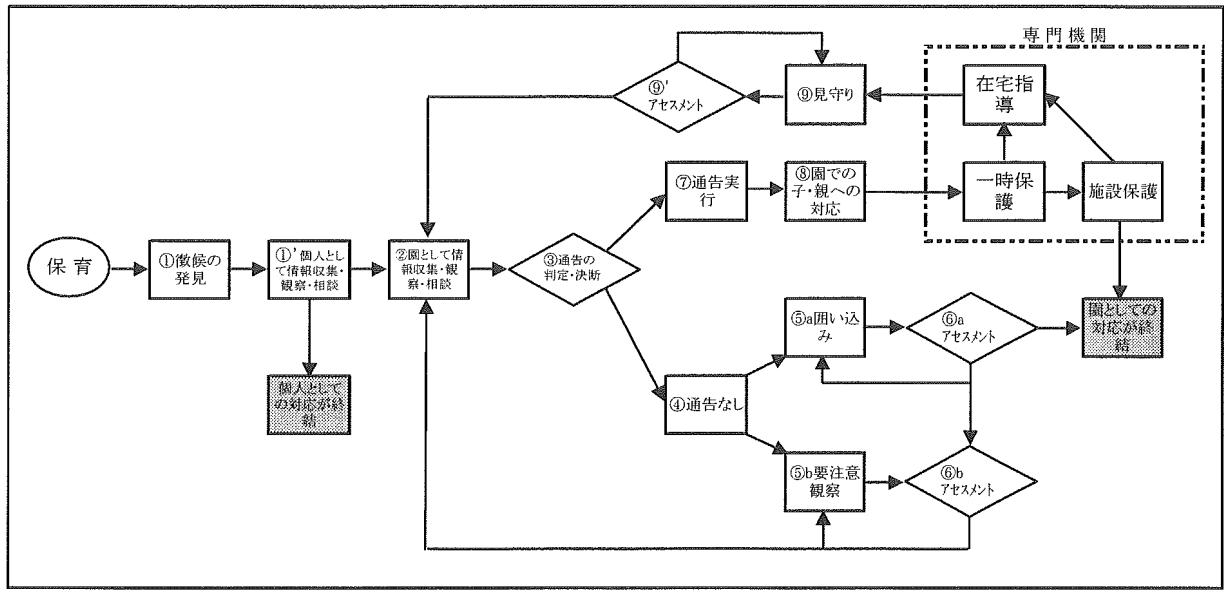 専門機関
⑨'
アセスメント
⑨見守り
在宅指
導
⑦通告実
行
⑧園での
子・親への
対応
一時保
護
施設保護
保育
①徴候の
発見
①'個人とし
て情報収集・
観察・相談
②園として情
報収集・観
察・相談
③通告の
判定・決断
個人として
の対応が終
結
④通告なし
⑤a囲い込
み
⑥a
アセスメント
園としての
対応が終
結
⑤b要注意
観察
⑥b
アセスメント